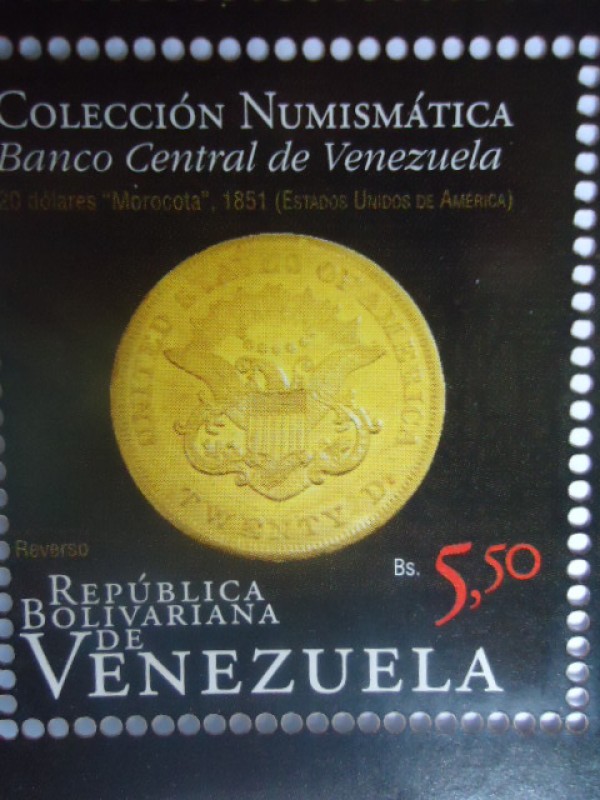 COLECCIÓN NUMISMÁTICA
Banco Central de Venezuela
20 dólares "Morocota", 1851 (ESTADOS UNIDOS DE AMÉRICA)
UNITED STATES OF AMERICA
TWENTY D.
Reverso
Bs. 5,50
REPÚBLICA
BOLIVARIANA
DE
VENEZUELA